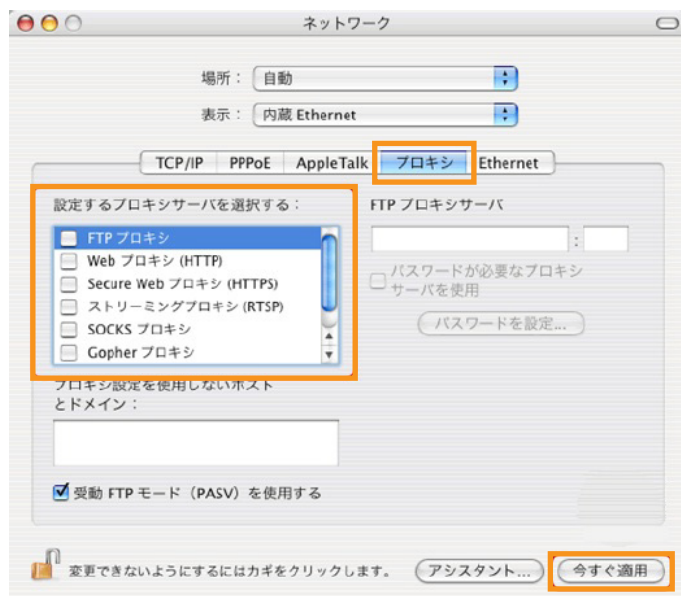 ネットワーク
場所： 自動
表示： 内蔵 Ethernet
TCP/IP PPPoE AppleTalk プロキシ Ethernet
設定するプロキシサーバを選択する：
FTP プロキシ
Web プロキシ (HTTP)
Secure Web プロキシ (HTTPS)
ストリーミングプロキシ (RTSP)
SOCKS プロキシ
Gopher プロキシ
FTP プロキシサーバ
:
パスワードが必要なプロキシ
サーバを使用
パスワードを設定...
プロキシ設定を使用しないホスト
とドメイン：
受動 FTP モード（PASV）を使用する
変更できないようにするにはカギをクリックします。
アシスタント...
今すぐ適用